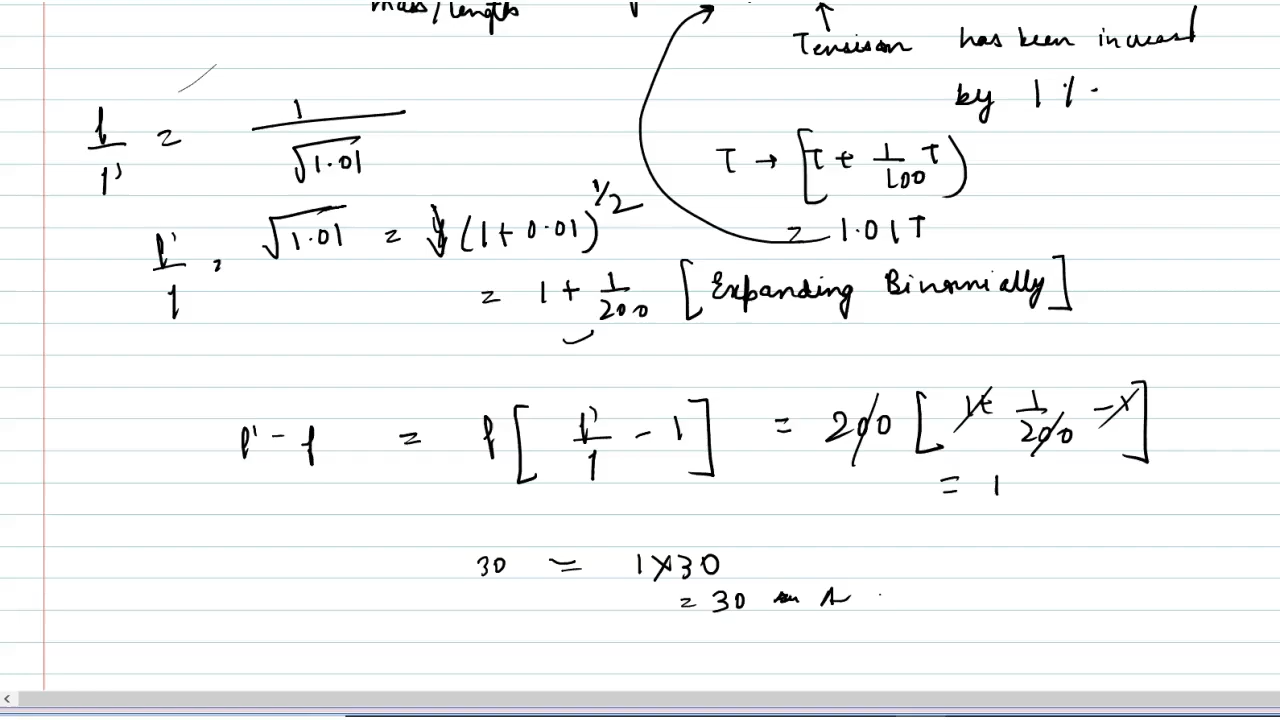 mass/length
Tension has been increased
by 1%.
f/f' = 1/√1.01
T → [T + 1/100 T)
= 1.01T
f'/f = √1.01 = (1+0.01)^1/2
= 1 + 1/200 [Expanding Binomially]
f' - f = f[f'/f - 1] = 200[1+ 1/200 -1]
= 1
30 = 1×30
= 30